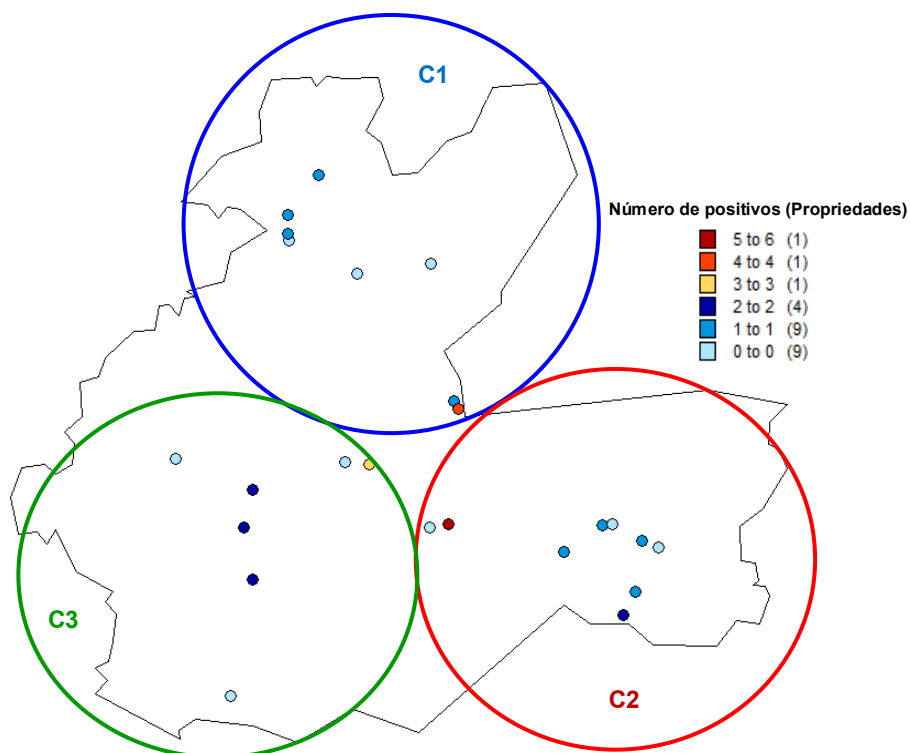 C1
Número de positivos (Propriedades)
5 to 6 (1)
4 to 4 (1)
3 to 3 (1)
2 to 2 (4)
1 to 1 (9)
0 to 0 (9)
C3
C2